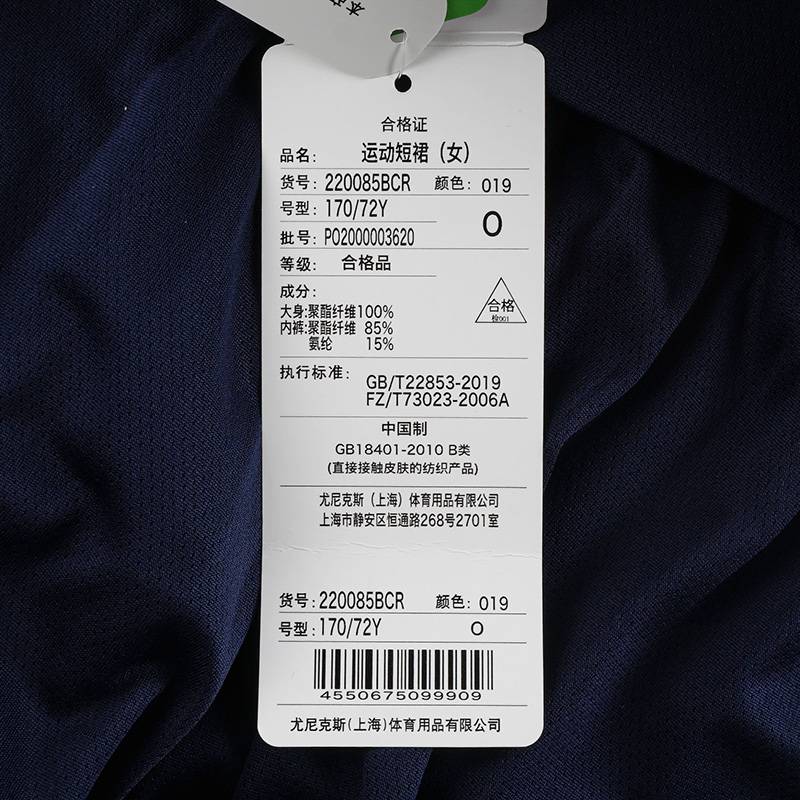 本
合格证
品名: 运动短裙(女)
货号: 220085BCR 颜色: 019
号型: 170/72Y
O
批号: PO2000003620
等级: 合格品
成分:
合格
检001
大身:聚酯纤维100%
内裤:聚酯纤维 85%
氨纶 15%
执行标准: GB/T22853-2019
FZ/T73023-2006A
中国制
GB18401-2010 B类
(直接接触皮肤的纺织产品)
尤尼克斯(上海)体育用品有限公司
上海市静安区恒通路268号2701室
货号: 220085BCR 颜色: 019
号型: 170/72Y O
4550675099909
尤尼克斯(上海)体育用品有限公司